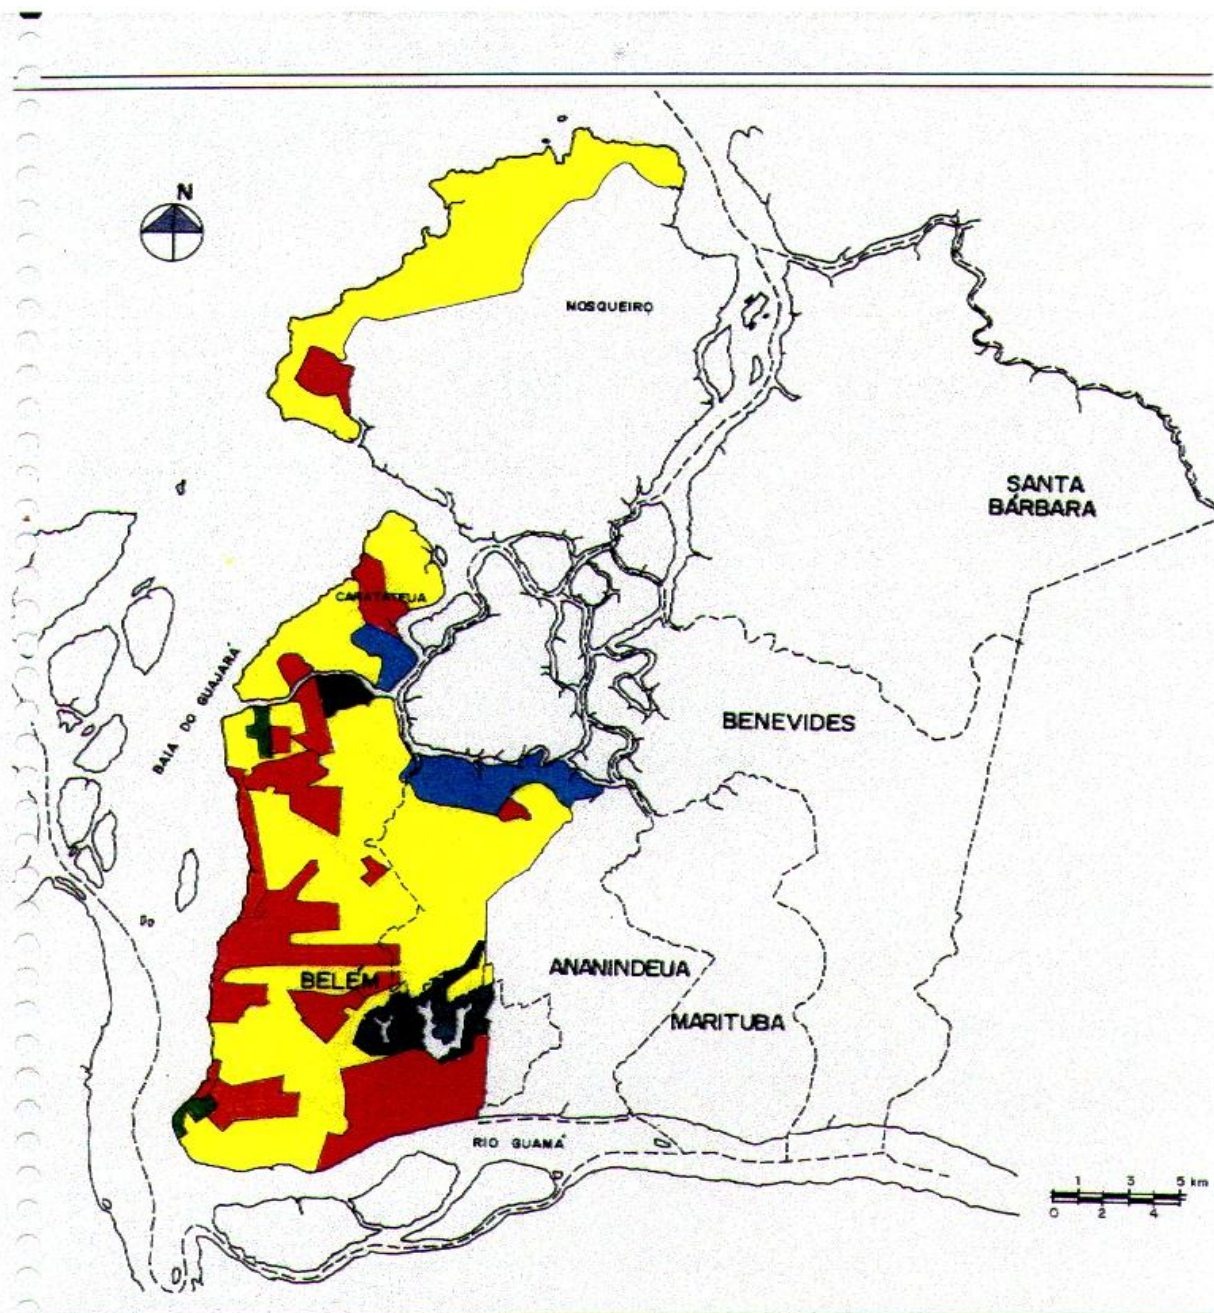 N
MOSQUEIRO
SANTA
BÁRBARA
CARATATEUA
BAIA DO GUAJARÁ
BENEVIDES
BELÉM
ANANINDEUA
MARITUBA
RIO GUAMÁ
1 3 5 km
0 2 4